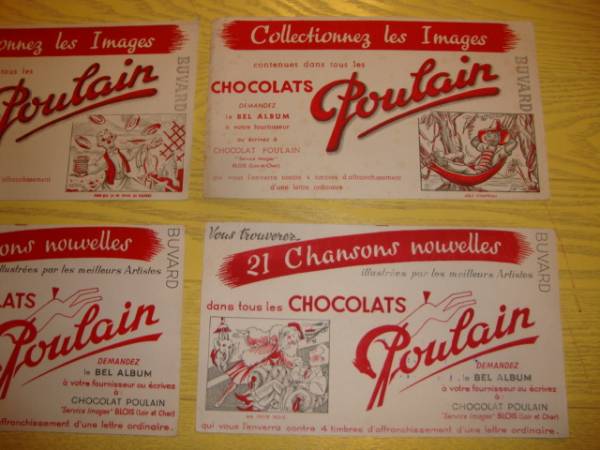 onnez les Images
tous les
Poulain
BUVARD
d'affranchissement
Collectionnez les Images
contenues dans tous les
CHOCOLATS Poulain
DEMANDEZ
le BEL ALBUM
à votre fournisseur
ou écrivez à
CHOCOLAT POULAIN
"Service Images"
BLOIS (Loir-et-Cher)
qui vous l'enverra contre 4 timbres d'affranchissement
d'une lettre ordinaire
BUVARD
ons nouvelles
illustrées par les meilleurs Artistes
LATS
Poulain
DEMANDEZ
le BEL ALBUM
à votre fournisseur ou écrivez
à
CHOCOLAT POULAIN
"Service Images" BLOIS (Loir et Cher)
d'affranchissement d'une lettre ordinaire.
BUVARD
Vous trouverez
21 Chansons nouvelles
illustrées par les meilleurs Artistes
dans tous les CHOCOLATS
Poulain
DEMANDEZ
le BEL ALBUM
à votre fournisseur ou écrivez
à
CHOCOLAT POULAIN
"Service Images" BLOIS (Loir et Cher)
qui vous l'enverra contre 4 timbres d'affranchissement d'une lettre ordinaire.
BUVARD